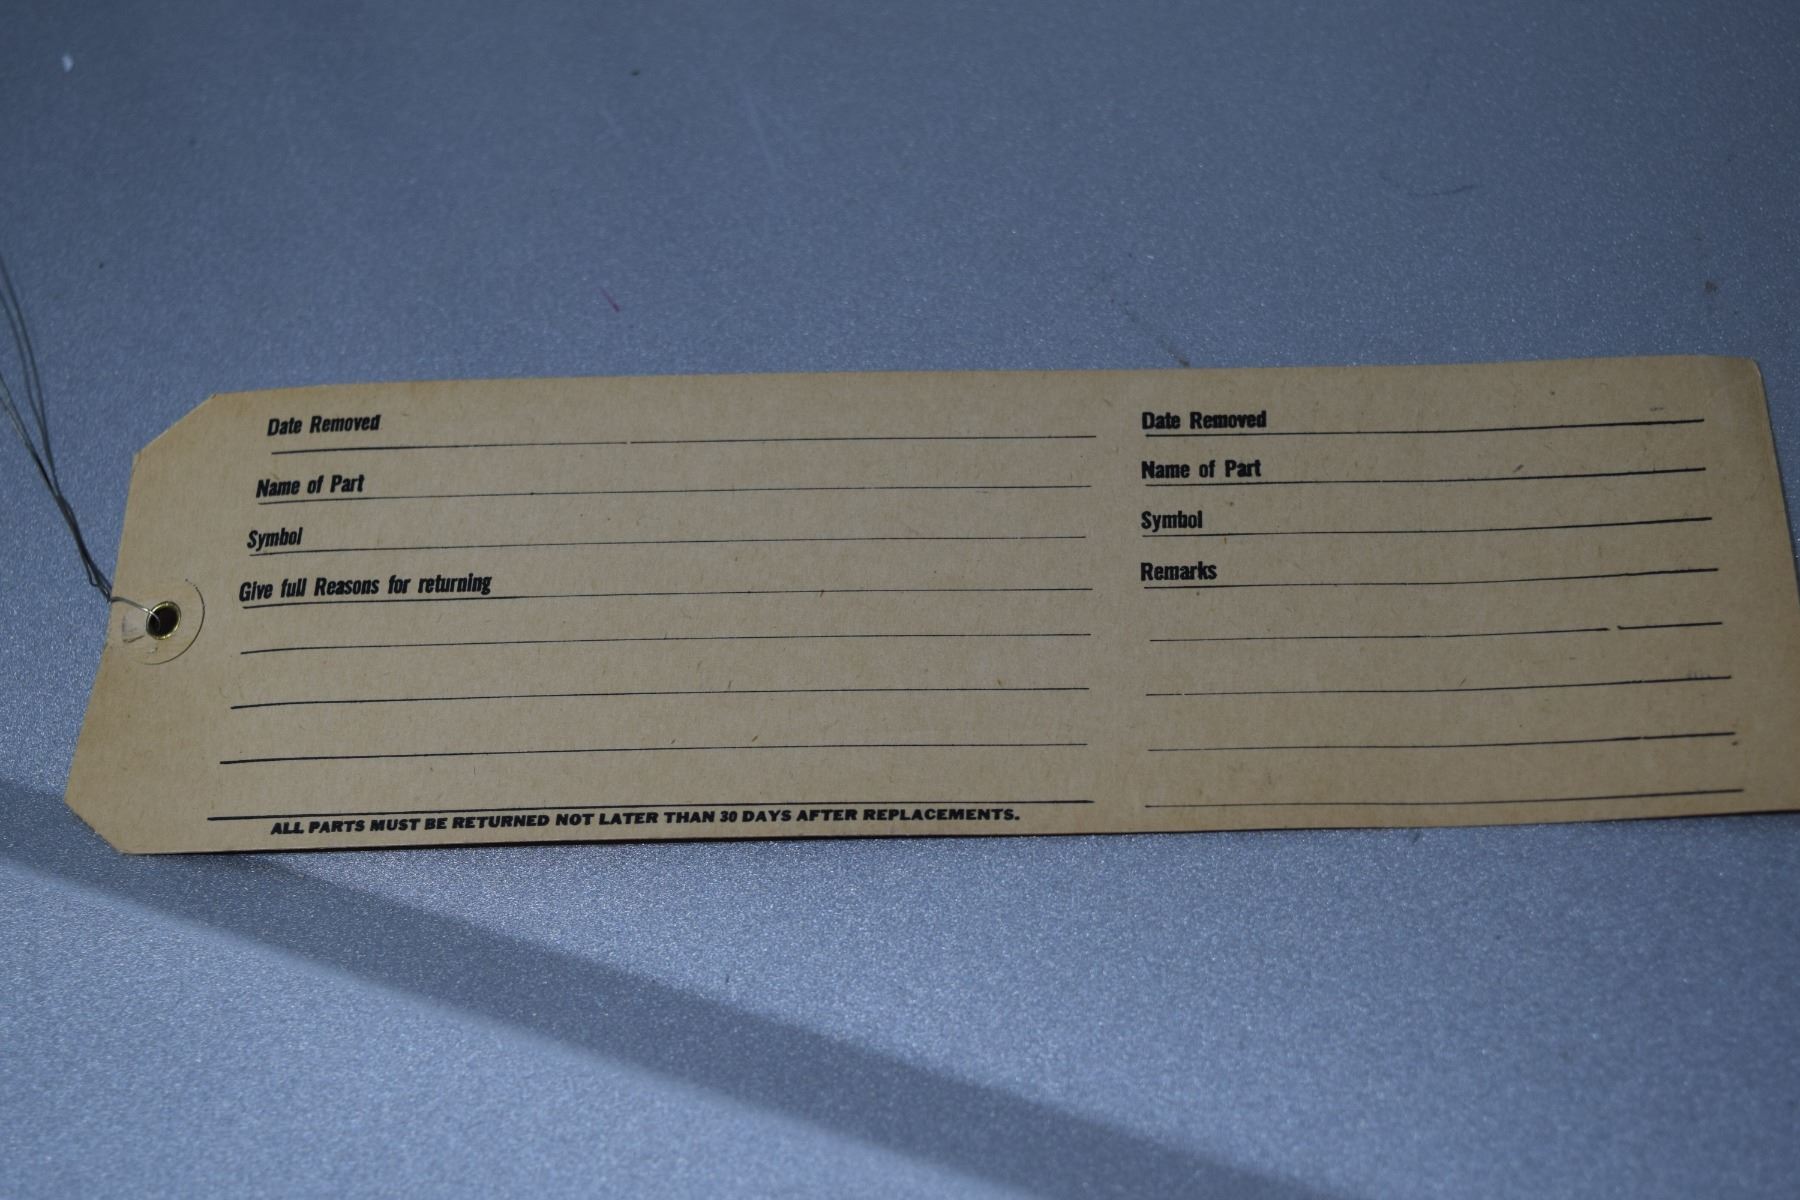 Date Removed
Name of Part
Symbol
Give full Reasons for returning
ALL PARTS MUST BE RETURNED NOT LATER THAN 30 DAYS AFTER REPLACEMENTS.
Date Removed
Name of Part
Symbol
Remarks